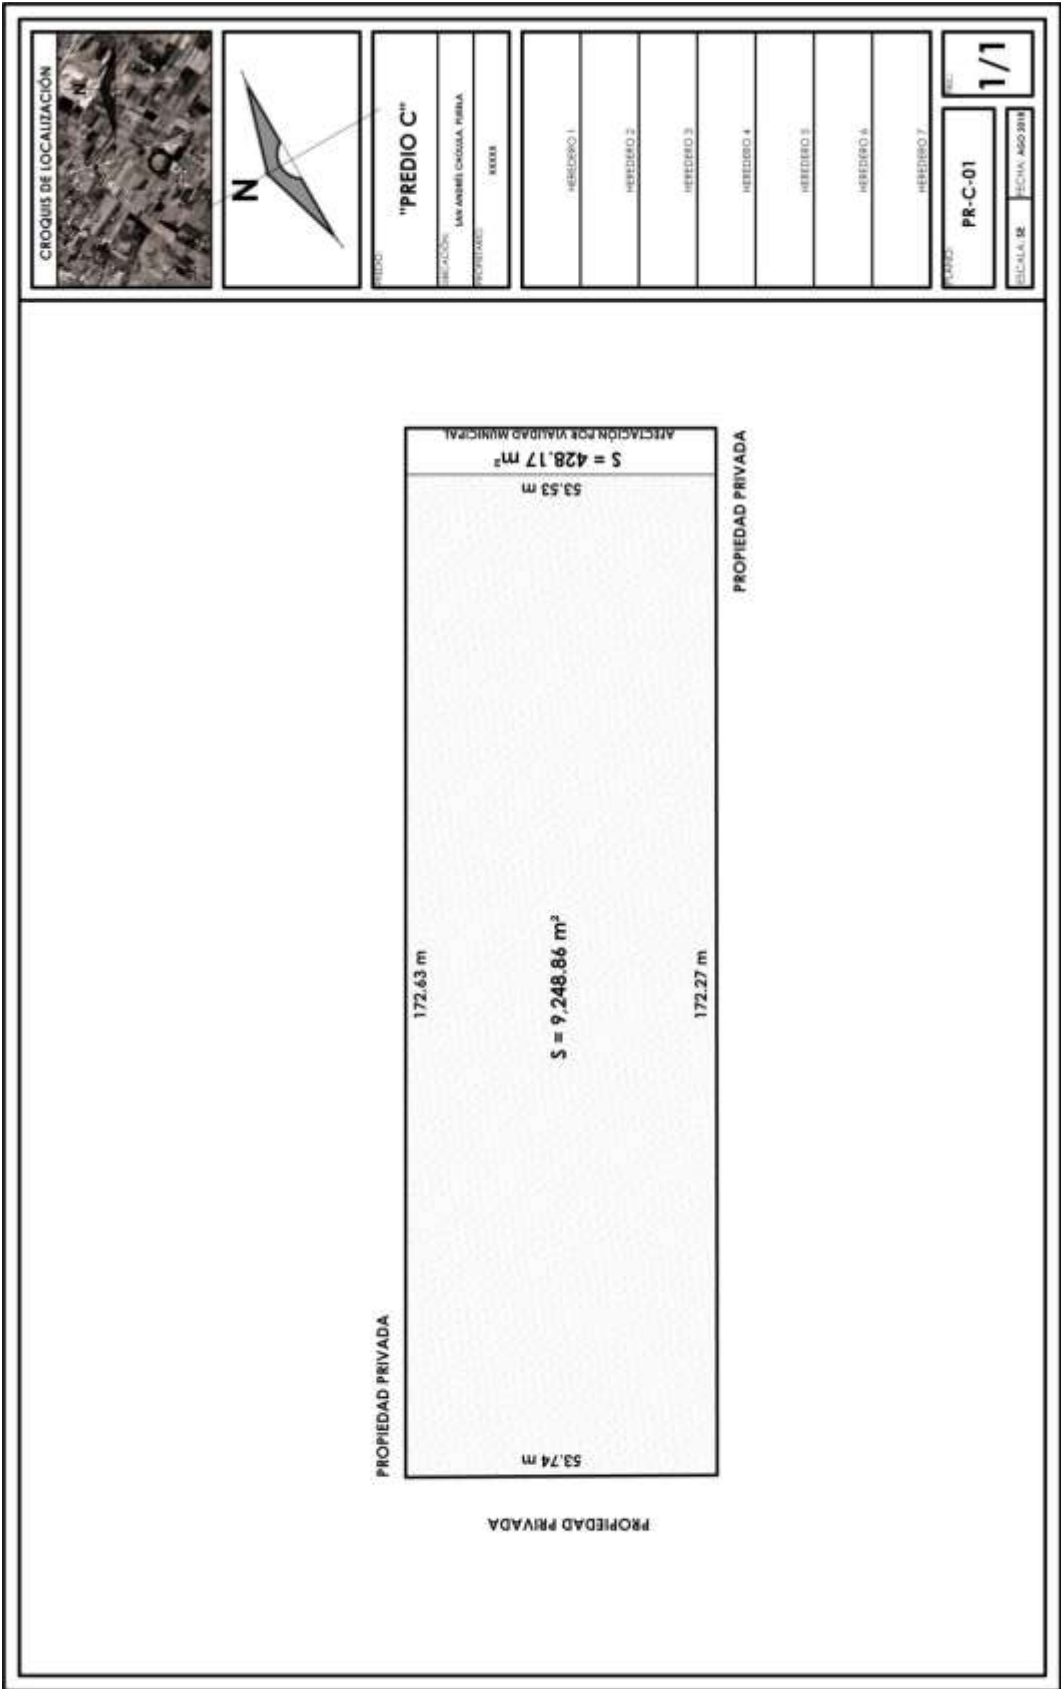 CROQUIS DE LOCALIZACIÓN
N
N
PREDIO:
"PREDIO C"
UBICACIÓN:
SAN ANDRÉS CHOLULA, PUEBLA
PROPIETARIO:
XXXXX
HEREDERO 1
HEREDERO 2
HEREDERO 3
HEREDERO 4
HEREDERO 5
HEREDERO 6
HEREDERO 7
PLANO:
PR-C-01
1/1
ESCALA: SE
FECHA: AGO 2018
PROPIEDAD PRIVADA
172.63 m
53.74 m
PROPIEDAD PRIVADA
S = 9,248.86 m²
53.53 m
S = 428.17 m²
AFECTACIÓN POR VIALIDAD MUNICIPAL
172.27 m
PROPIEDAD PRIVADA